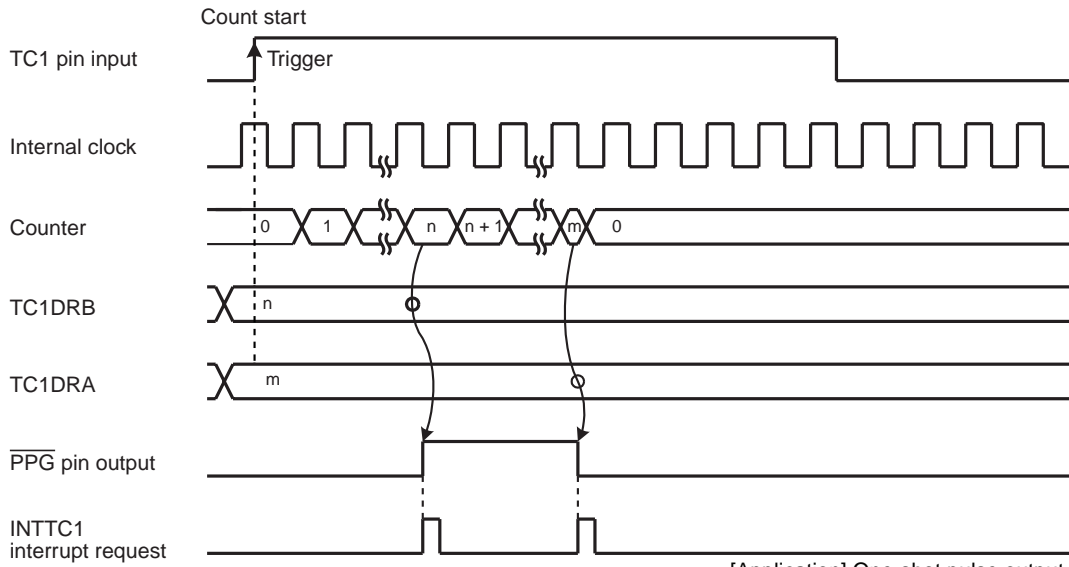 Count start
TC1 pin input
Trigger
Internal clock
Counter
0 1 n n + 1 m 0
TC1DRB
n
TC1DRA
m
PPG pin output
INTTC1
interrupt request